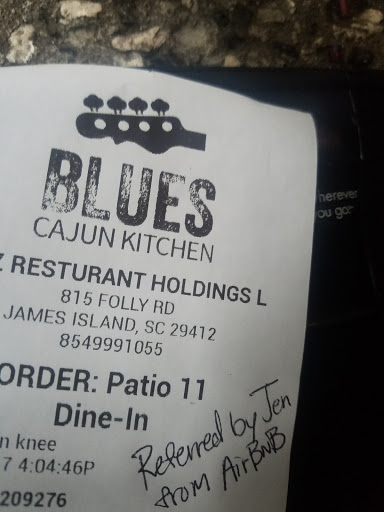 BLUES
CAJUN KITCHEN
Z RESTURANT HOLDINGS L
815 FOLLY RD
JAMES ISLAND, SC 29412
8549991055
ORDER: Patio 11
Dine-In
n knee
7 4:04:46P
209276
Referred by Jen
from AirBnB
herever
ou go